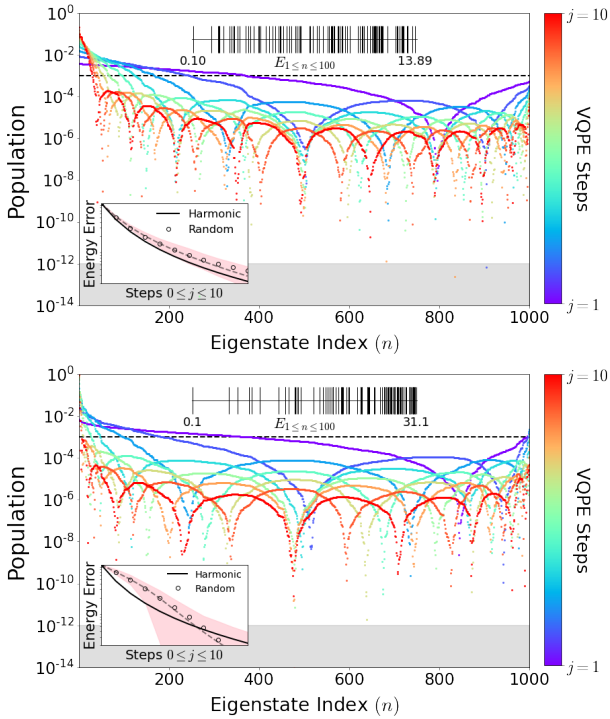 10^0
10^-2
10^-4
10^-6
10^-8
10^-10
10^-12
10^-14
Population
0.10
E_{1≤n≤100}
13.89
Energy Error
Harmonic
Random
Steps 0 ≤ j ≤ 10
200
400
600
800
1000
Eigenstate Index (n)
j = 10
VQPE Steps
j = 1
10^0
10^-2
10^-4
10^-6
10^-8
10^-10
10^-12
10^-14
Population
0.1
E_{1≤n≤100}
31.1
Energy Error
Harmonic
Random
Steps 0 ≤ j ≤ 10
200
400
600
800
1000
Eigenstate Index (n)
j = 10
VQPE Steps
j = 1